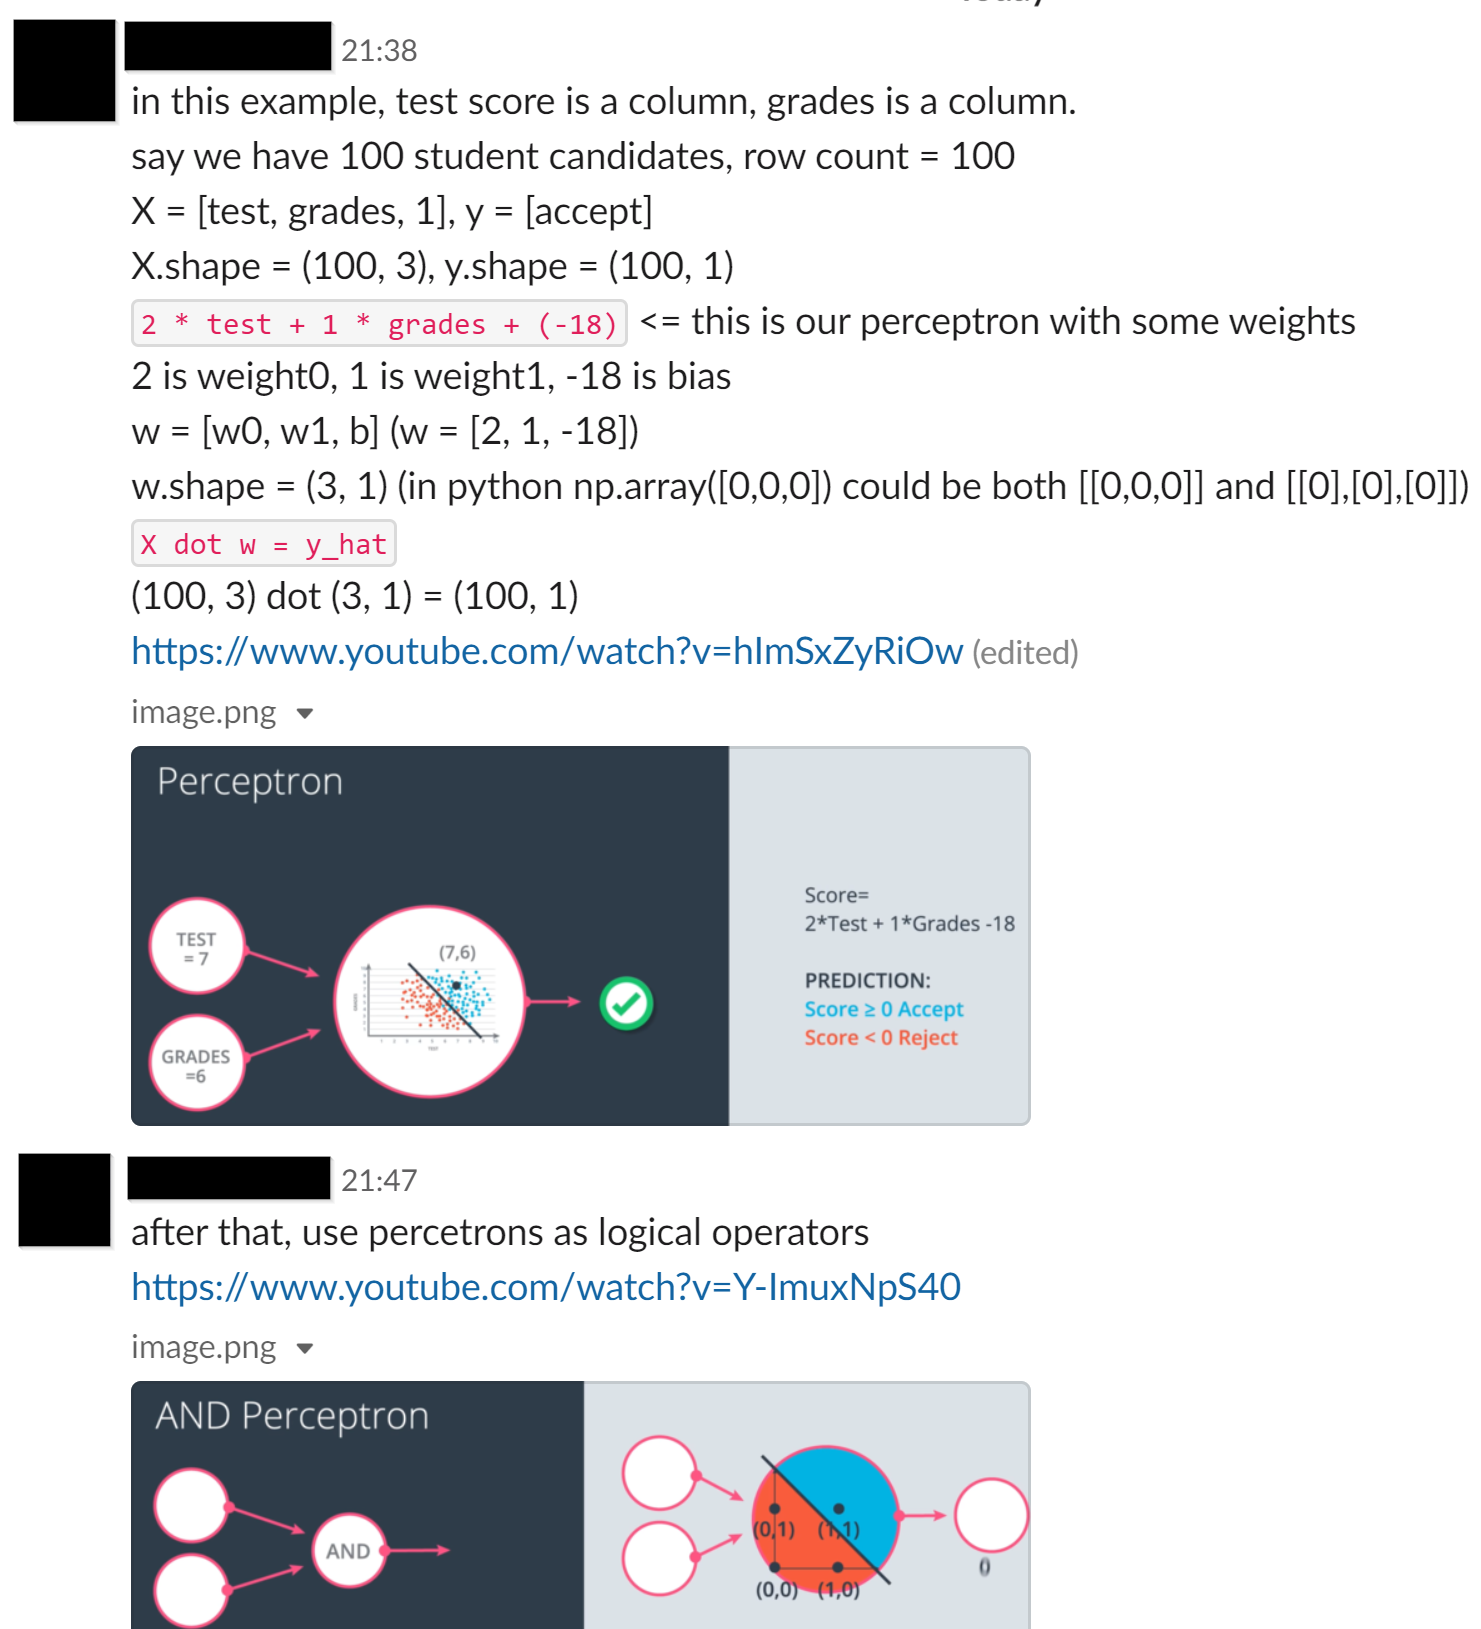 21:38
in this example, test score is a column, grades is a column.
say we have 100 student candidates, row count = 100
X = [test, grades, 1], y = [accept]
X.shape = (100, 3), y.shape = (100, 1)
2 * test + 1 * grades + (-18) <= this is our perceptron with some weights
2 is weight0, 1 is weight1, -18 is bias
w = [w0, w1, b] (w = [2, 1, -18])
w.shape = (3, 1) (in python np.array([0,0,0]) could be both [[0,0,0]] and [[0],[0],[0]])
X dot w = y_hat
(100, 3) dot (3, 1) = (100, 1)
https://www.youtube.com/watch?v=hImSxZyRiOw (edited)
image.png
Perceptron
TEST
= 7
GRADES
=6
(7,6)
Score=
2*Test + 1*Grades -18
PREDICTION:
Score ≥ 0 Accept
Score < 0 Reject
21:47
after that, use percetrons as logical operators
https://www.youtube.com/watch?v=Y-ImuxNpS40
image.png
AND Perceptron
AND
(0,1) (1,1)
(0,0) (1,0)
0